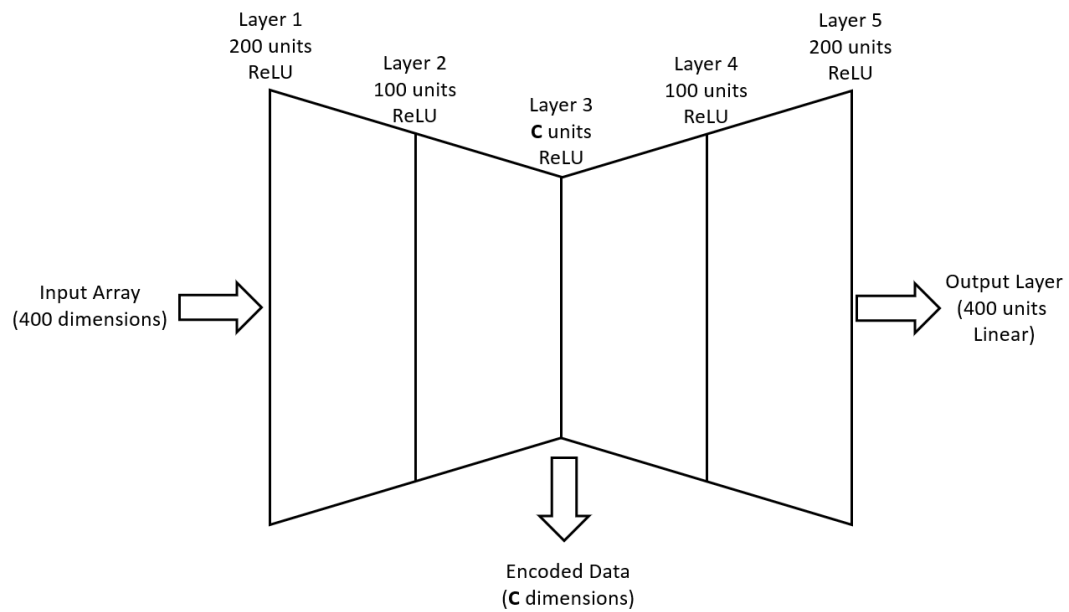 Layer 1
200 units
ReLU
Layer 2
100 units
ReLU
Layer 3
C units
ReLU
Layer 4
100 units
ReLU
Layer 5
200 units
ReLU
Input Array
(400 dimensions)
Output Layer
(400 units
Linear)
Encoded Data
(C dimensions)